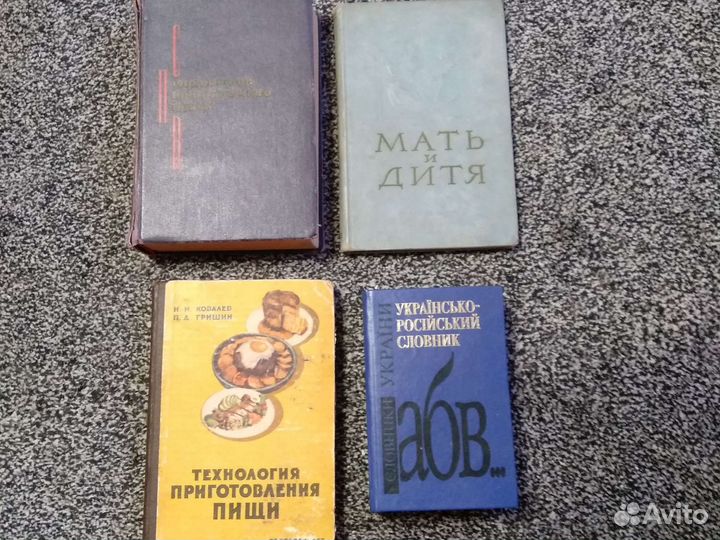 МАТЬ
и
ДИТЯ
Н. И. КОВАЛЕВ
П. Д. ГРИШИН
ТЕХНОЛОГИЯ
ПРИГОТОВЛЕНИЯ
ПИЩИ
СЛОВНИКИ УКРАЇНИ
УКРАЇНСЬКО-
РОСІЙСЬКИЙ
СЛОВНИК
абв...
Avito